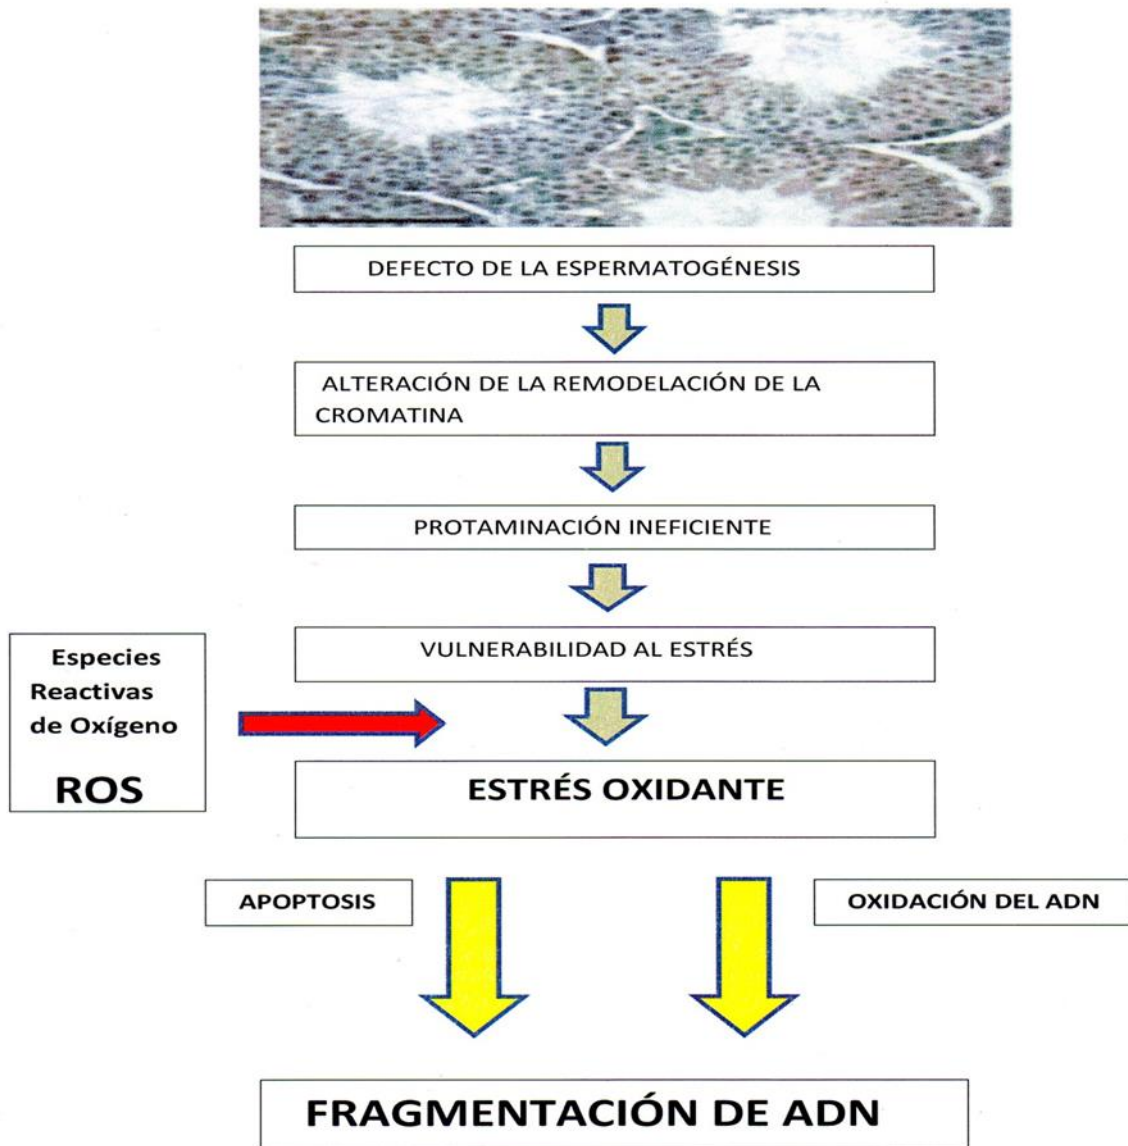 DEFECTO DE LA ESPERMATOGÉNESIS
ALTERACIÓN DE LA REMODELACIÓN DE LA
CROMATINA
PROTAMINACIÓN INEFICIENTE
VULNERABILIDAD AL ESTRÉS
Especies
Reactivas
de Oxígeno
ROS
ESTRÉS OXIDANTE
APOPTOSIS
OXIDACIÓN DEL ADN
FRAGMENTACIÓN DE ADN